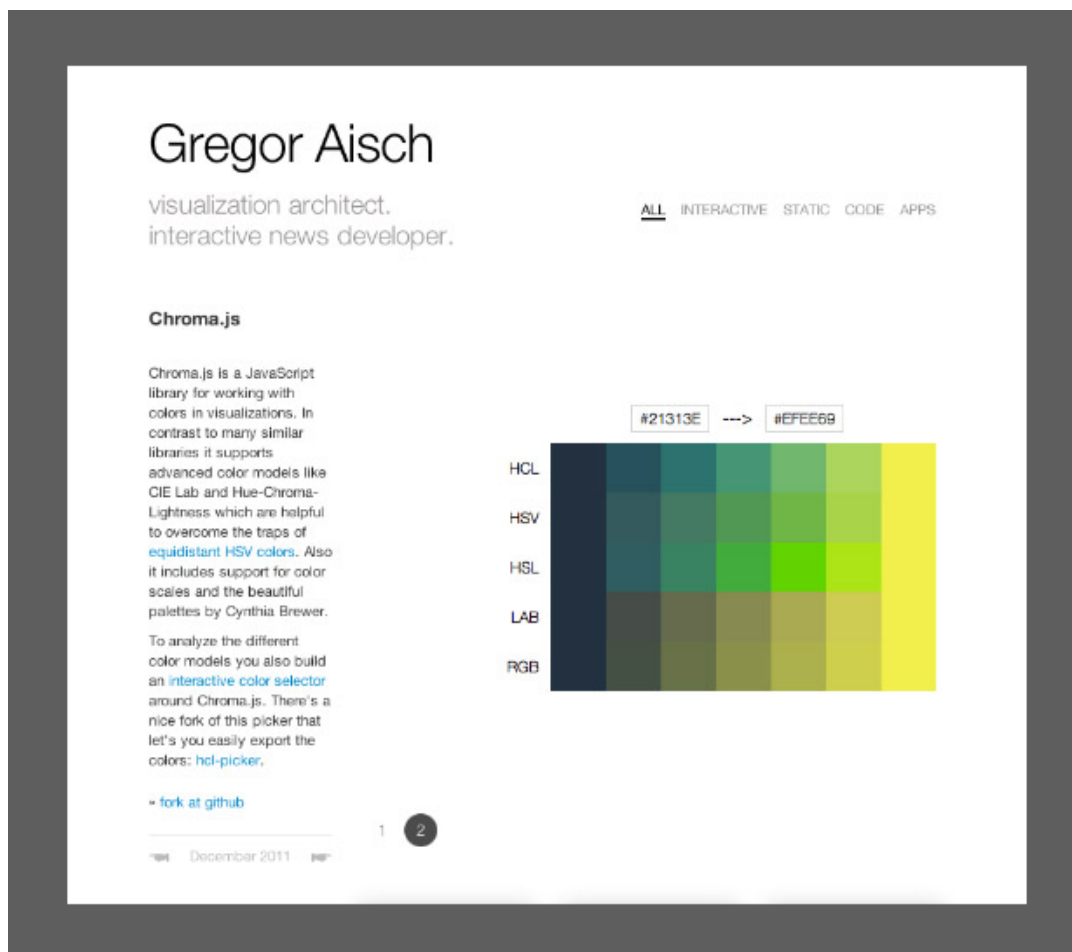 Gregor Aisch
visualization architect.
interactive news developer.
ALL INTERACTIVE STATIC CODE APPS
Chroma.js
Chroma.js is a JavaScript
library for working with
colors in visualizations. In
contrast to many similar
libraries it supports
advanced color models like
CIE Lab and Hue-Chroma-
Lightness which are helpful
to overcome the traps of
equidistant HSV colors. Also
it includes support for color
scales and the beautiful
palettes by Cynthia Brewer.
To analyze the different
color models you also build
an interactive color selector
around Chroma.js. There's a
nice fork of this picker that
let's you easily export the
colors: hcl-picker.
» fork at github
December 2011
#21313E ---> #EFEE69
HCL
HSV
HSL
LAB
RGB
1 2